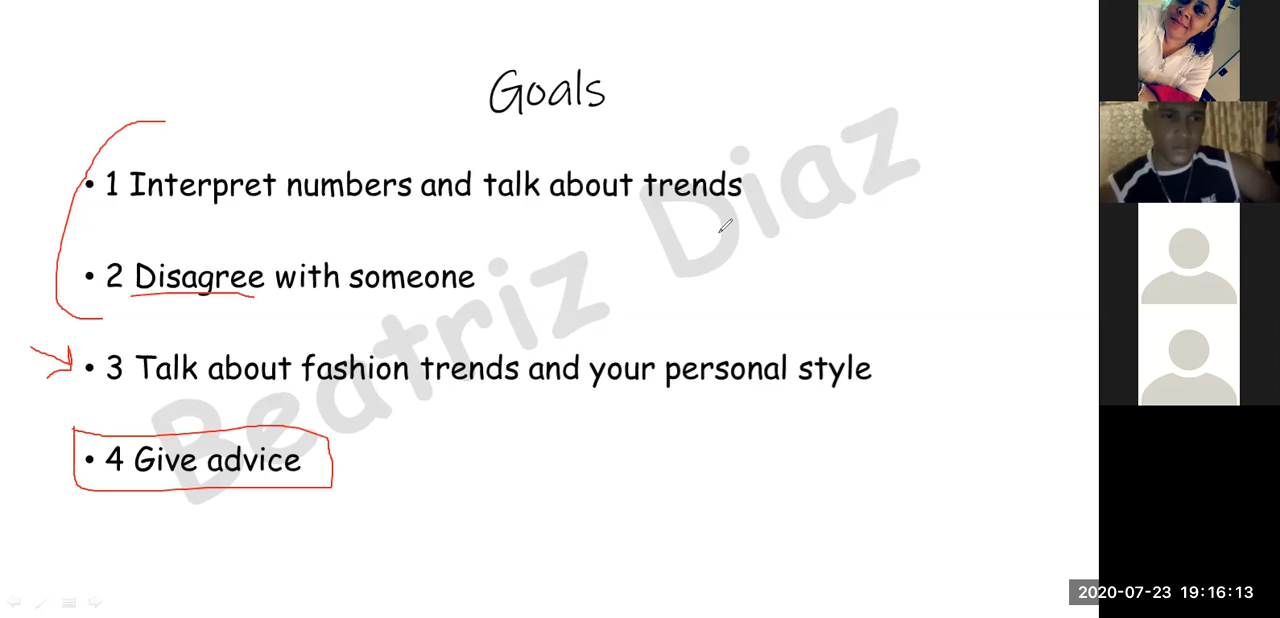 Goals
• 1 Interpret numbers and talk about trends
• 2 Disagree with someone
• 3 Talk about fashion trends and your personal style
• 4 Give advice
Beatriz Diaz
2020-07-23 19:16:13